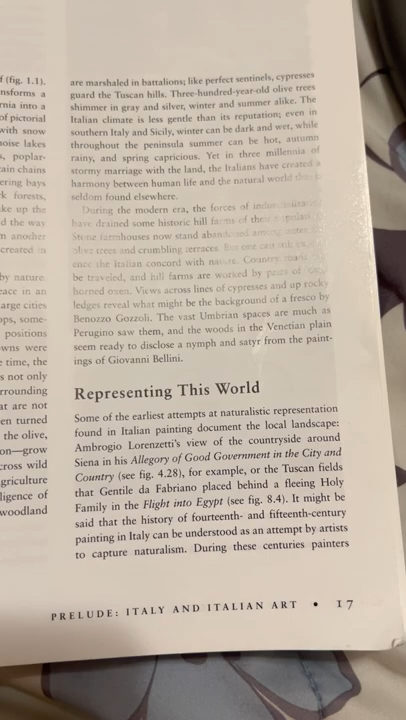 f (fig. 1.1).
nsforms a
rnia into a
of pictorial
with snow
noise lakes
s, poplar-
tain chains
ering bays
k forests,
ke up the
d the way
m another
created in
by nature
eace in an
arge cities
ops, some-
positions
owns were
e time, the
s not only
rrounding
at are not
en turned
the olive,
on—grow
cross wild
griculture
ligence of
woodland
are marshaled in battalions; like perfect sentinels, cypresses
guard the Tuscan hills. Three-hundred-year-old olive trees
shimmer in gray and silver, winter and summer alike. The
Italian climate is less gentle than its reputation; even in
southern Italy and Sicily, winter can be dark and wet, while
throughout the peninsula summer can be hot, autumn
rainy, and spring capricious. Yet in three millennia of
stormy marriage with the land, the Italians have created a
harmony between human life and the natural world
seldom found elsewhere.
During the modern era, the forces of
have drained some historic hill farms of their
Stone farmhouses now stand abandoned among
olive trees and crumbling terraces. But one can
ence the Italian concord with nature. Country
be traveled, and hill farms are worked by pairs of
horned oxen. Views across lines of cypresses and up rocky
ledges reveal what might be the background of a fresco by
Benozzo Gozzoli. The vast Umbrian spaces are much as
Perugino saw them, and the woods in the Venetian plain
seem ready to disclose a nymph and satyr from the paint-
ings of Giovanni Bellini.
Representing This World
Some of the earliest attempts at naturalistic representation
found in Italian painting document the local landscape:
Ambrogio Lorenzetti's view of the countryside around
Siena in his Allegory of Good Government in the City and
Country (see fig. 4.28), for example, or the Tuscan fields
that Gentile da Fabriano placed behind a fleeing Holy
Family in the Flight into Egypt (see fig. 8.4). It might be
said that the history of fourteenth- and fifteenth-century
painting in Italy can be understood as an attempt by artists
to capture naturalism. During these centuries painters
PRELUDE: ITALY AND ITALIAN ART • 17